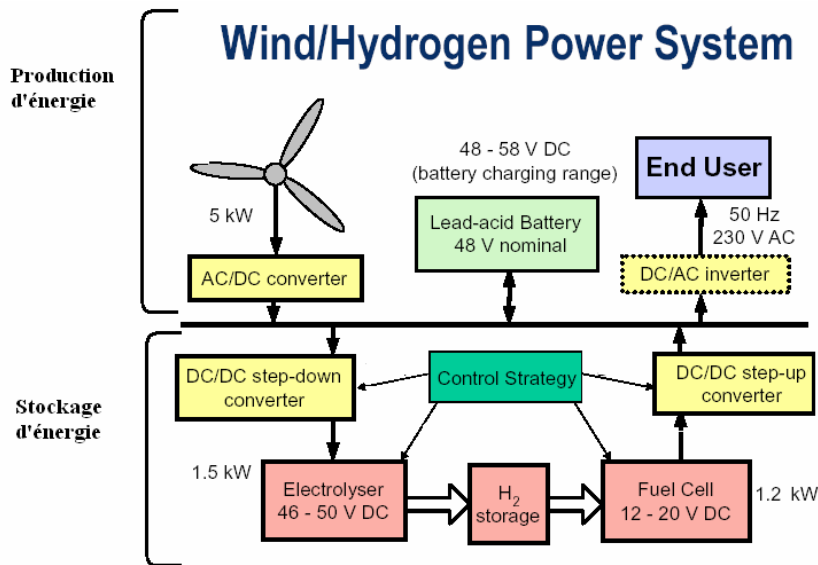 Wind/Hydrogen Power System
Production
d'énergie
48 - 58 V DC
(battery charging range)
End User
5 kW
Lead-acid Battery
48 V nominal
50 Hz
230 V AC
AC/DC converter
DC/AC inverter
DC/DC step-down
converter
Control Strategy
DC/DC step-up
converter
Stockage
d'énergie
1.5 kW
Electrolyser
46 - 50 V DC
H2
storage
Fuel Cell
12 - 20 V DC
1.2 kW